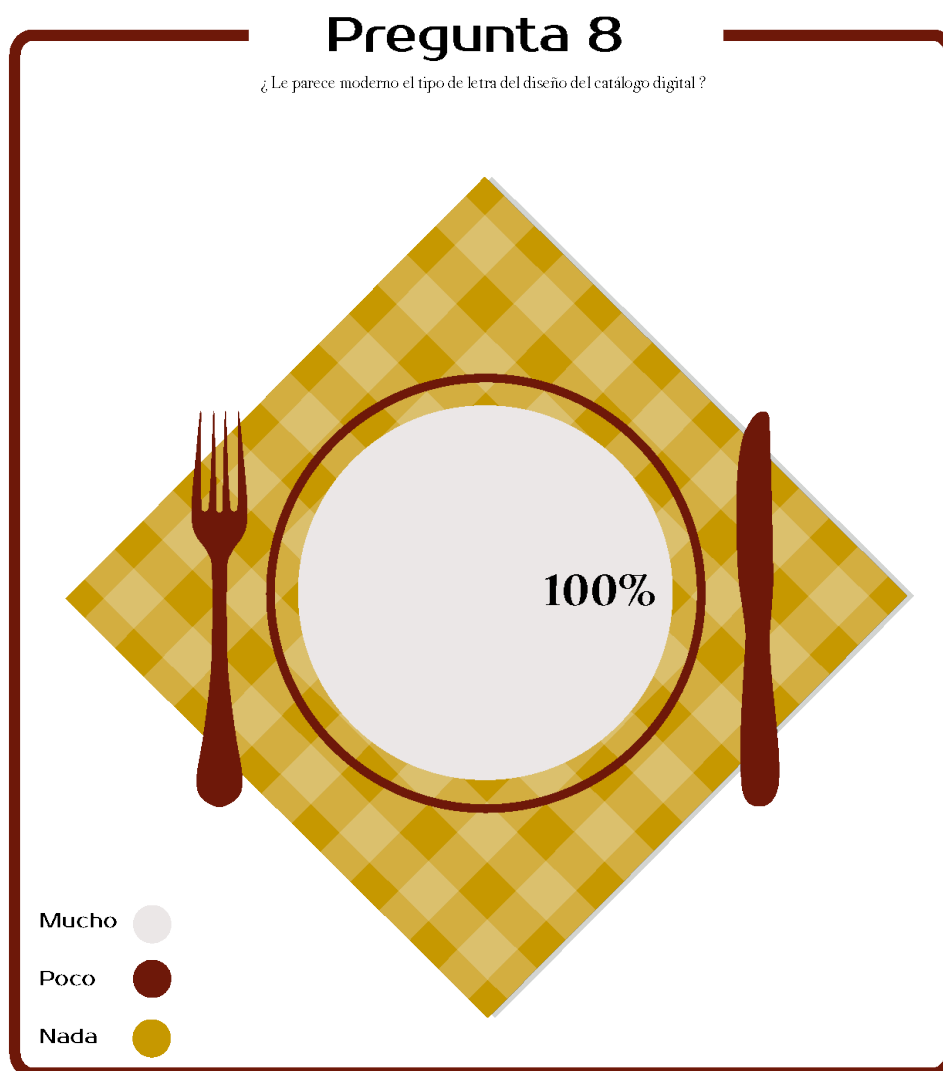 Pregunta 8
¿ Le parece moderno el tipo de letra del diseño del catálogo digital ?
100%
Mucho
Poco
Nada